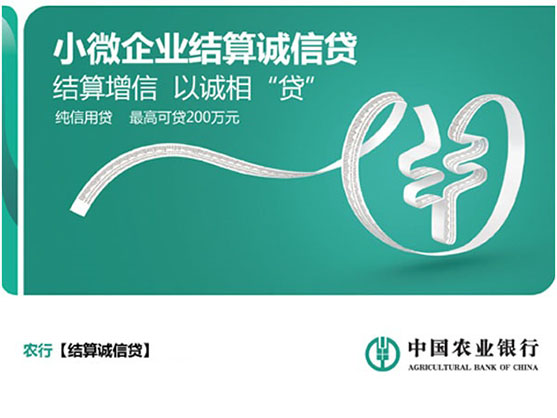 小微企业结算诚信贷
结算增信 以诚相“贷”
纯信用贷 最高可贷200万元
农行【结算诚信贷】
中国农业银行
AGRICULTURAL BANK OF CHINA